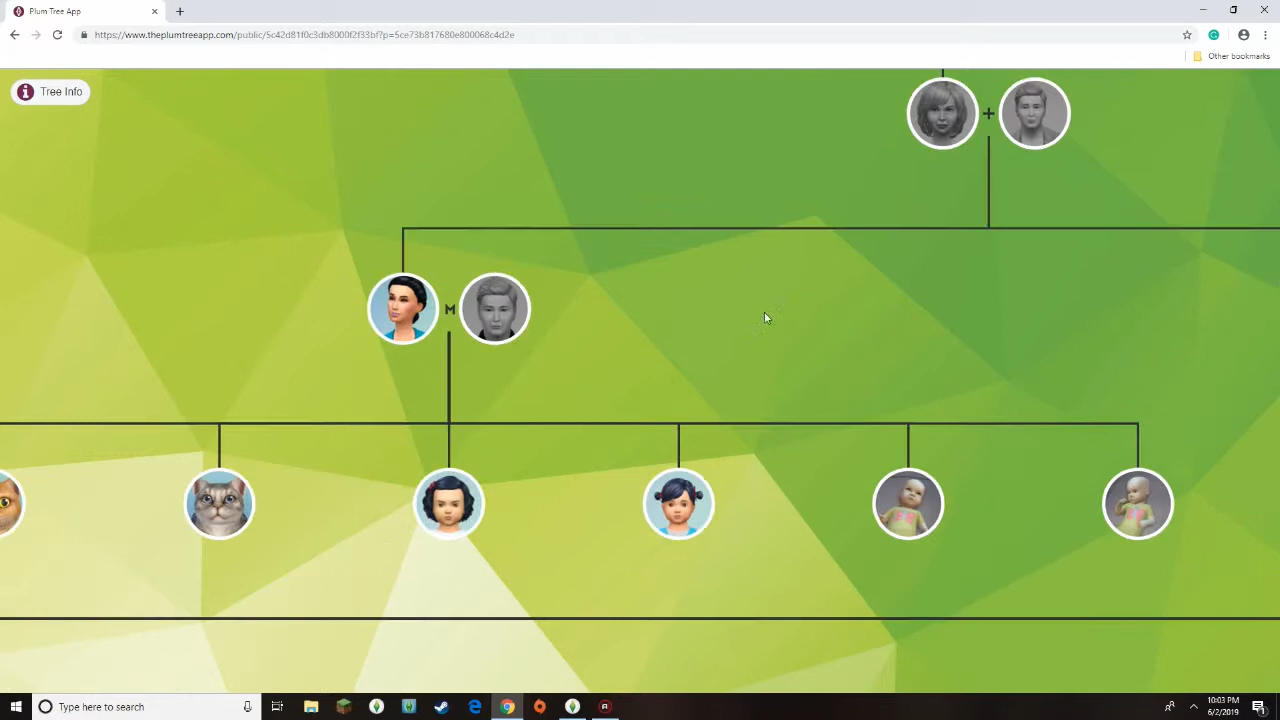 Plum Tree App
https://www.theplumtreeapp.com/public/5c42d81f0c3db8000f2f33bf?p=5ce73b817680e800068c4d2e
Other bookmarks
Tree Info
+
M
Type here to search
10:03 PM
6/2/2019